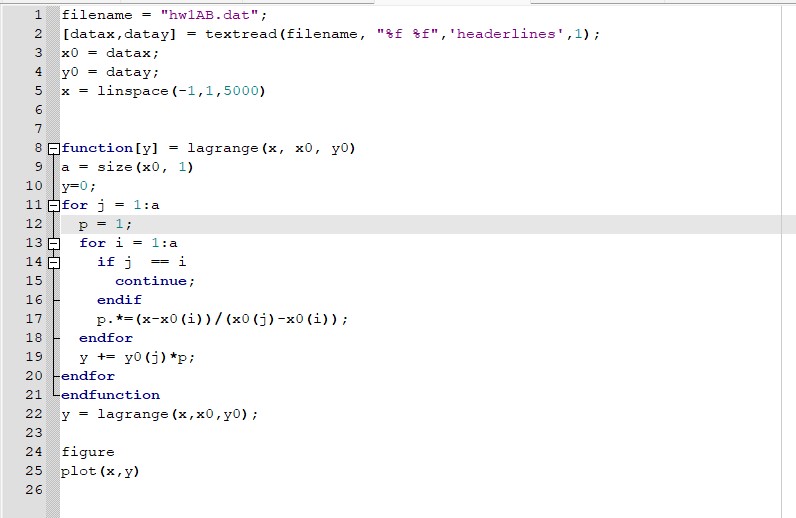 1 filename = "hw1AB.dat";
2 [datax,datay] = textread(filename, "%f %f",'headerlines',1);
3 x0 = datax;
4 y0 = datay;
5 x = linspace(-1,1,5000)
6
7
8 function[y] = lagrange(x, x0, y0)
9 a = size(x0, 1)
10 y=0;
11 for j = 1:a
12   p = 1;
13   for i = 1:a
14     if j  == i
15       continue;
16     endif
17     p.*=(x-x0(i))/(x0(j)-x0(i));
18   endfor
19   y += y0(j)*p;
20 endfor
21 endfunction
22 y = lagrange(x,x0,y0);
23
24 figure
25 plot(x,y)
26